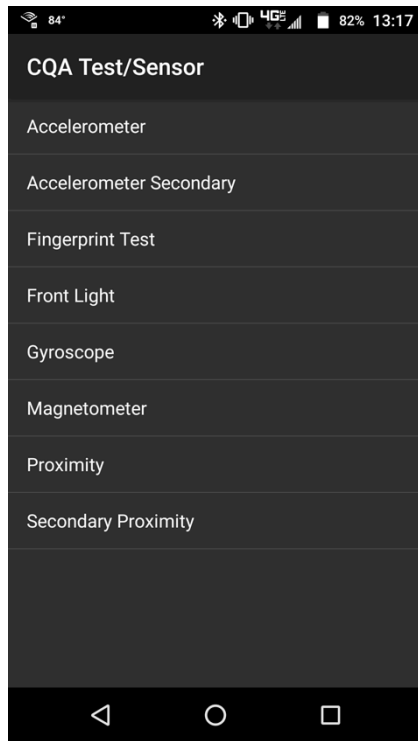 84° 4G LTE 82% 13:17
CQA Test/Sensor
Accelerometer
Accelerometer Secondary
Fingerprint Test
Front Light
Gyroscope
Magnetometer
Proximity
Secondary Proximity